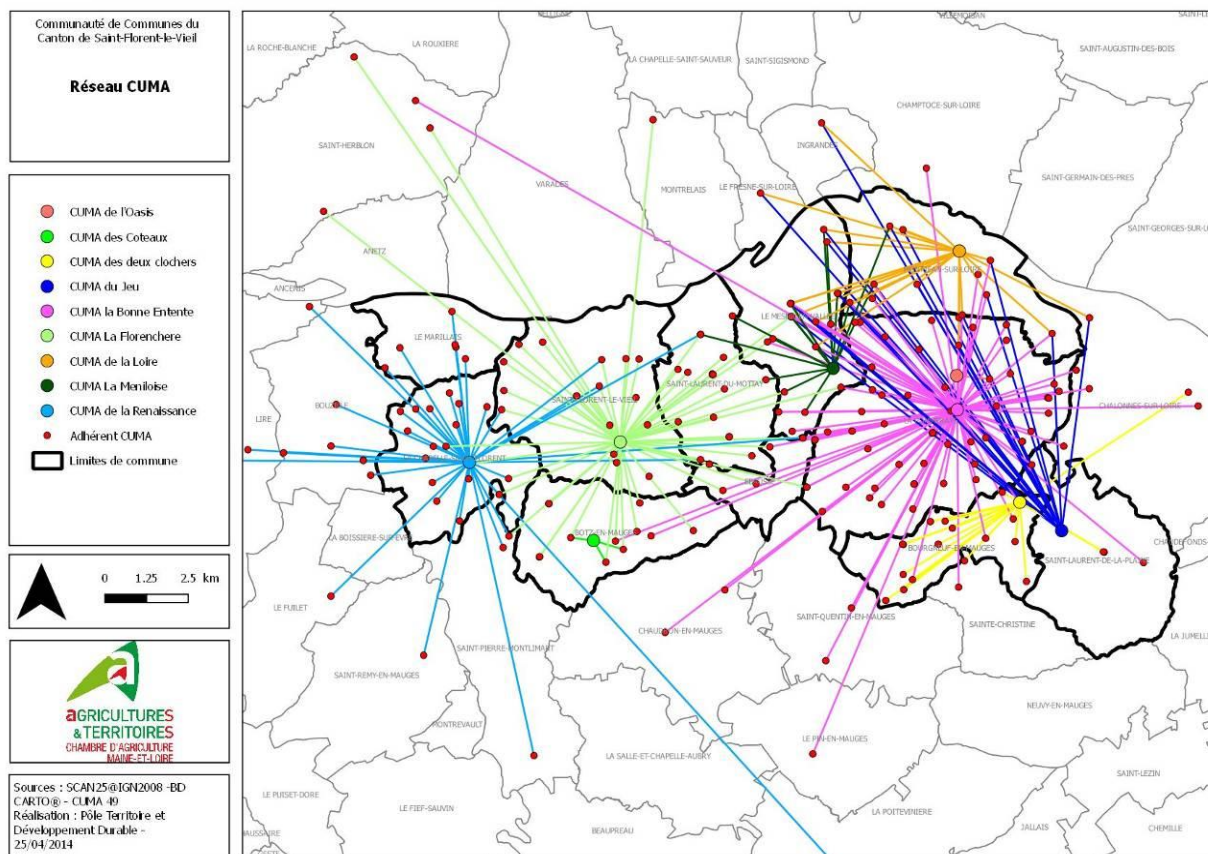 Communauté de Communes du
Canton de Saint-Florent-le-Vieil
Réseau CUMA
CUMA de l'Oasis
CUMA des Coteaux
CUMA des deux clochers
CUMA du Jeu
CUMA la Bonne Entente
CUMA La Florenchere
CUMA de la Loire
CUMA La Meniloise
CUMA de la Renaissance
Adhérent CUMA
Limites de commune
0 1.25 2.5 km
aGRICULTURES
& TERRITOIRES
CHAMBRE D'AGRICULTURE
MAINE-ET-LOIRE
Sources : SCAN25@IGN2008 -BD
CARTO® - CUMA 49
Réalisation : Pôle Territoire et
Développement Durable -
25/04/2014
LA ROCHE-BLANCHE
LA ROUXIERE
LA CHAPELLE-SAINT-SAUVEUR
SAINT-SIGISMOND
SAINT-AUGUSTIN-DES-BOIS
CHAMPTOCE-SUR-LOIRE
SAINT-HERBLON
VARADES
MONTRELAIS
INGRANDES
LE FRESNE-SUR-LOIRE
SAINT-GERMAIN-DES-PRES
SAINT-GEORGES-SUR-L
ANETZ
ANCENIS
LE MARILLAIS
LIRE
SAINT-LAURENT-DU-MOTTAY
CHALONNES-SUR-LOIRE
BOTZ-EN-MAUGES
BOURGNEUF-EN-MAUGES
SAINT-LAURENT-DE-LA-PLAINE
LA BOISSIERE-SUR-EVRE
LE FUILET
CHAUDRON-EN-MAUGES
SAINT-QUENTIN-EN-MAUGES
SAINTE-CHRISTINE
LA JUMELLE
SAINT-PIERRE-MONTLIMART
SAINT-REMY-EN-MAUGES
MONTREVAULT
LE PIN-EN-MAUGES
NEUVY-EN-MAUGES
LA SALLE-ET-CHAPELLE-AUBRY
SAINT-LEZIN
LE PUISET-DORE
LE FIEF-SAUVIN
LA POITEVINIERE
BEAUPREAU
JALLAIS
CHEMILLE